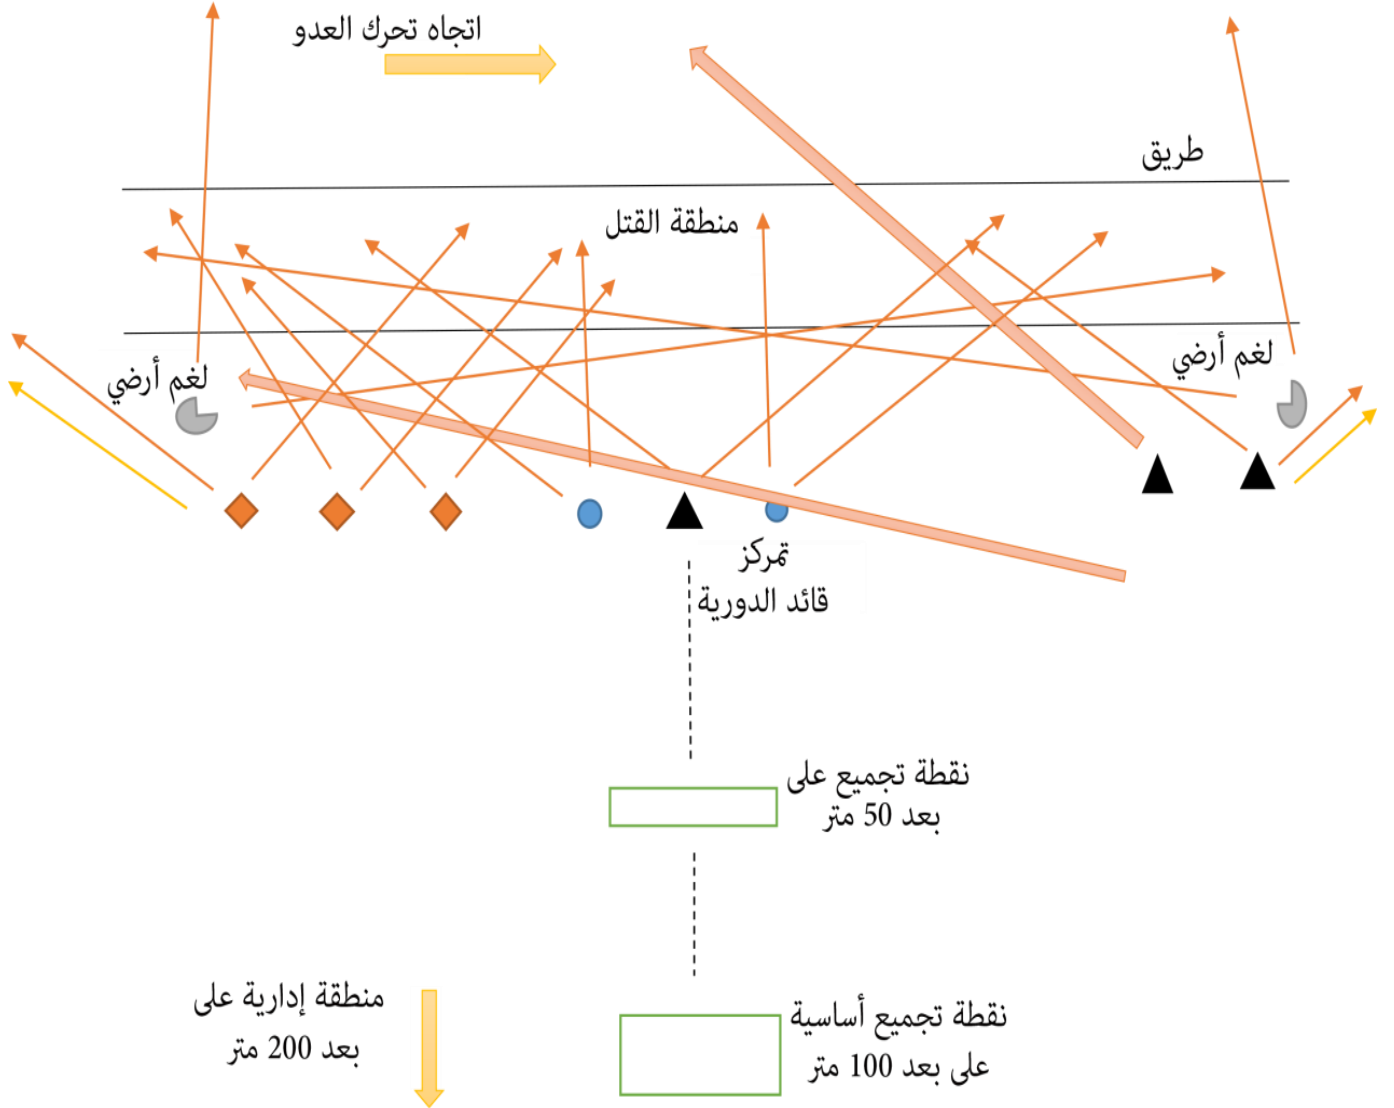 اتجاه تحرك العدو
طريق
منطقة القتل
لغم أرضي
لغم أرضي
تمركز
قائد الدورية
نقطة تجميع على
بعد 50 متر
منطقة إدارية على
بعد 200 متر
نقطة تجميع أساسية
على بعد 100 متر